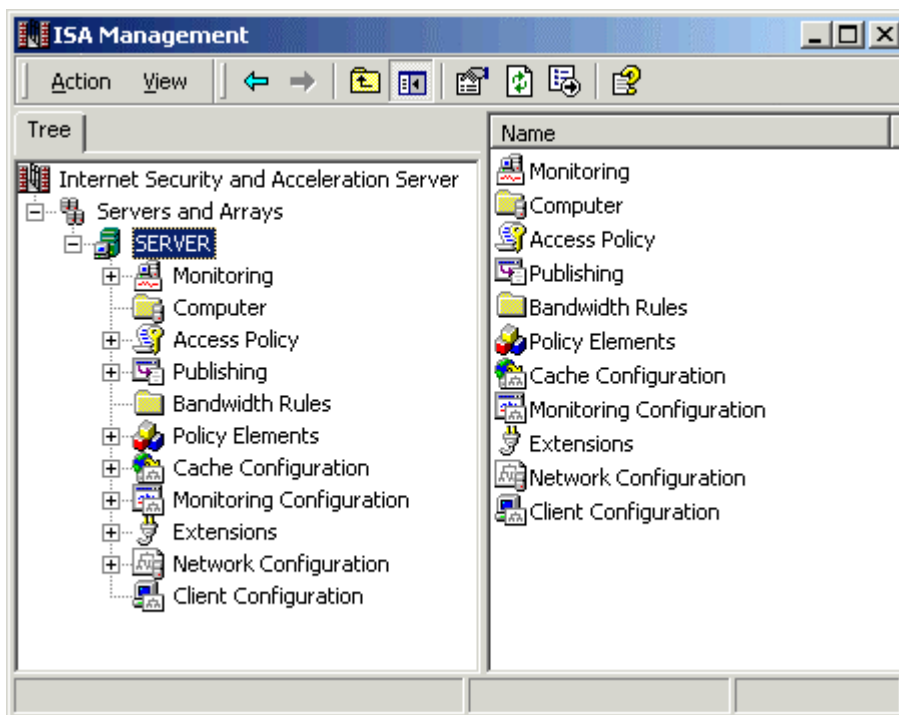 ISA Management
Action View
Tree
Internet Security and Acceleration Server
Servers and Arrays
SERVER
Monitoring
Computer
Access Policy
Publishing
Bandwidth Rules
Policy Elements
Cache Configuration
Monitoring Configuration
Extensions
Network Configuration
Client Configuration
Name
Monitoring
Computer
Access Policy
Publishing
Bandwidth Rules
Policy Elements
Cache Configuration
Monitoring Configuration
Extensions
Network Configuration
Client Configuration